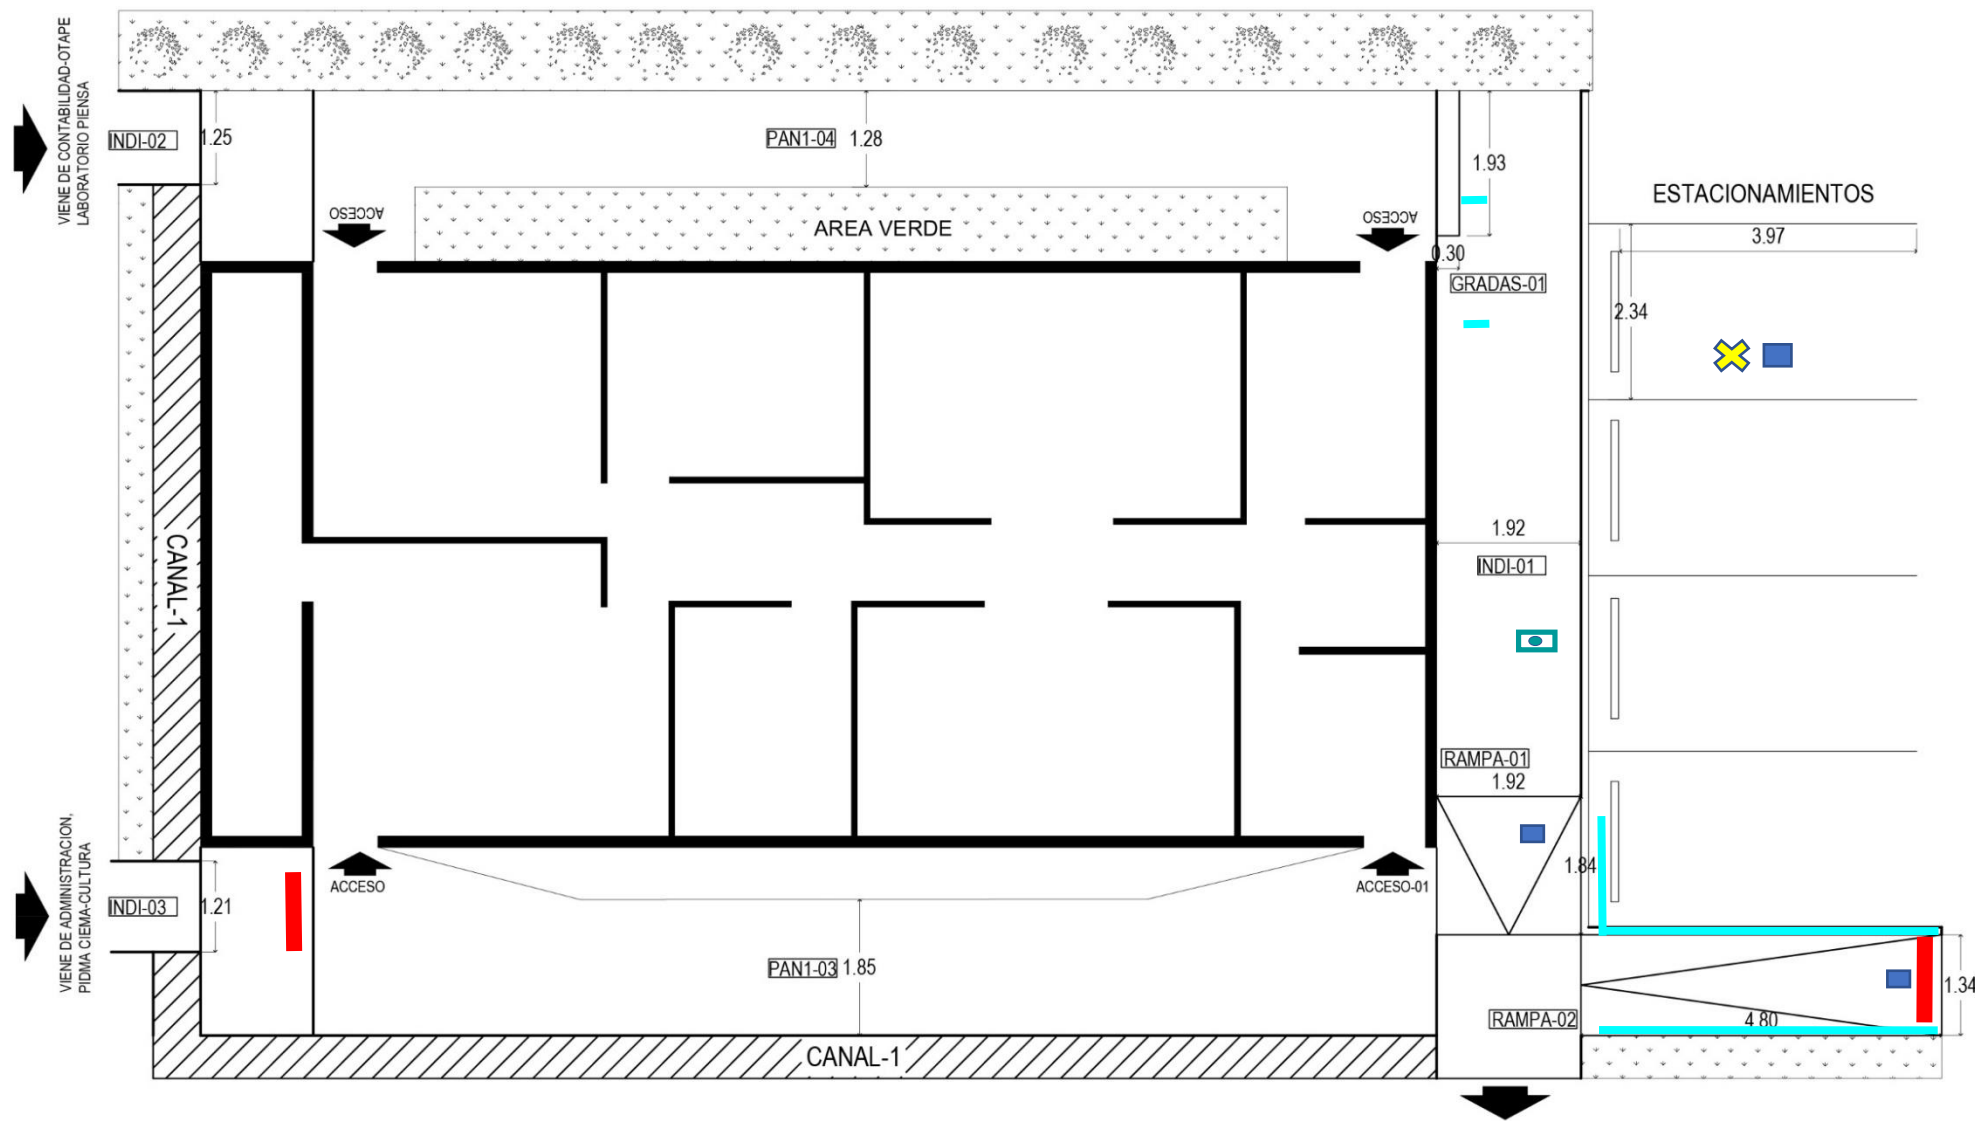 VIENE DE CONTABILIDAD-OTAPE
LABORATORIO PIENSA
INDI-02
1.25
PAN1-04 1.28
1.93
ESTACIONAMIENTOS
3.97
ACCESO
AREA VERDE
ACCESO
0.30
GRADAS-01
2.34
1.92
INDI-01
CANAL-1
RAMPA-01
1.92
1.84
VIENE DE ADMINISTRACION,
PIDMA CIEMA-CULTURA
INDI-03
1.21
ACCESO
ACCESO-01
PAN1-03 1.85
1.34
RAMPA-02
4.80
CANAL-1